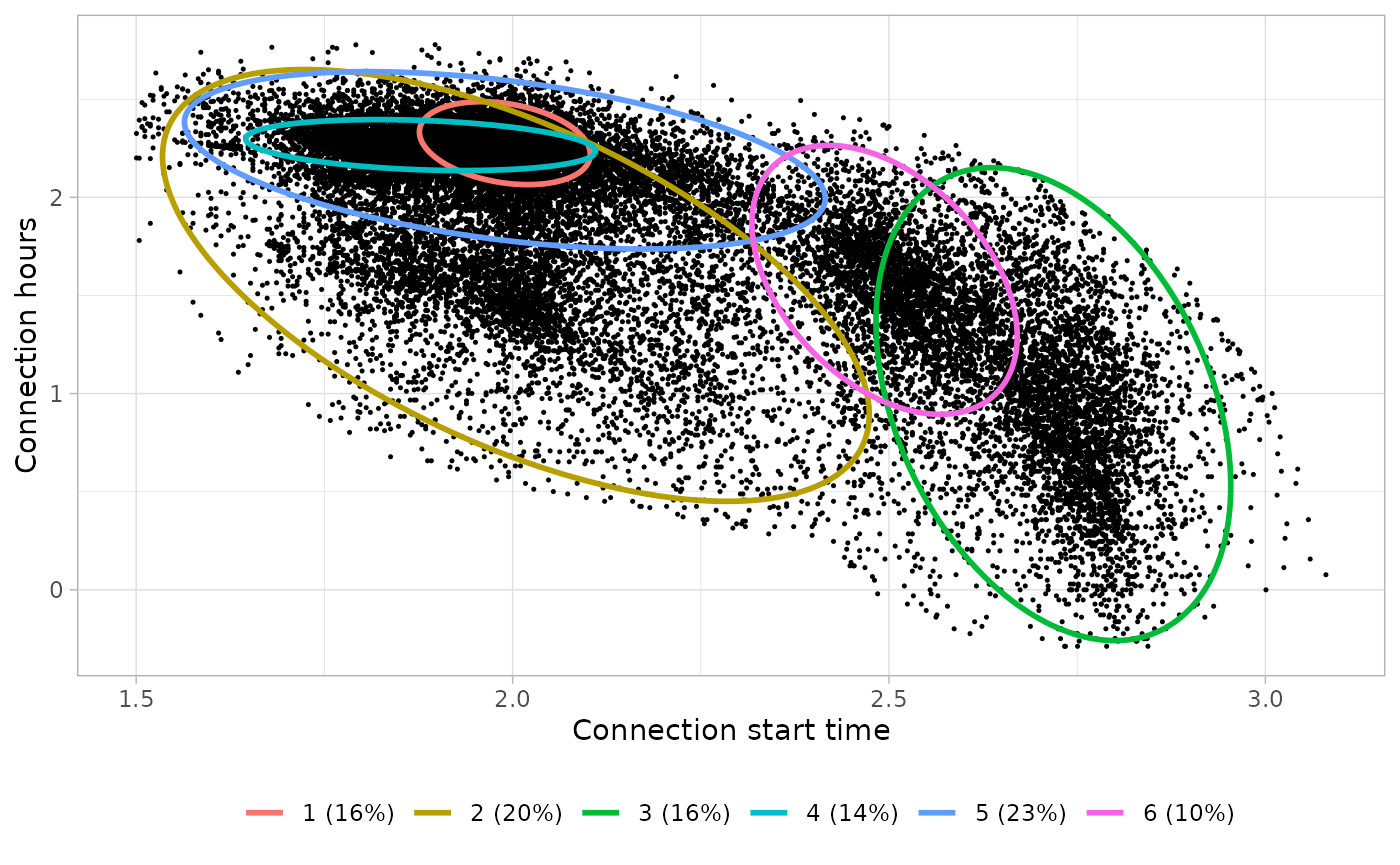 Connection hours
2
1
0
1.5 2.0 2.5 3.0
Connection start time
1 (16%) 2 (20%) 3 (16%) 4 (14%) 5 (23%) 6 (10%)